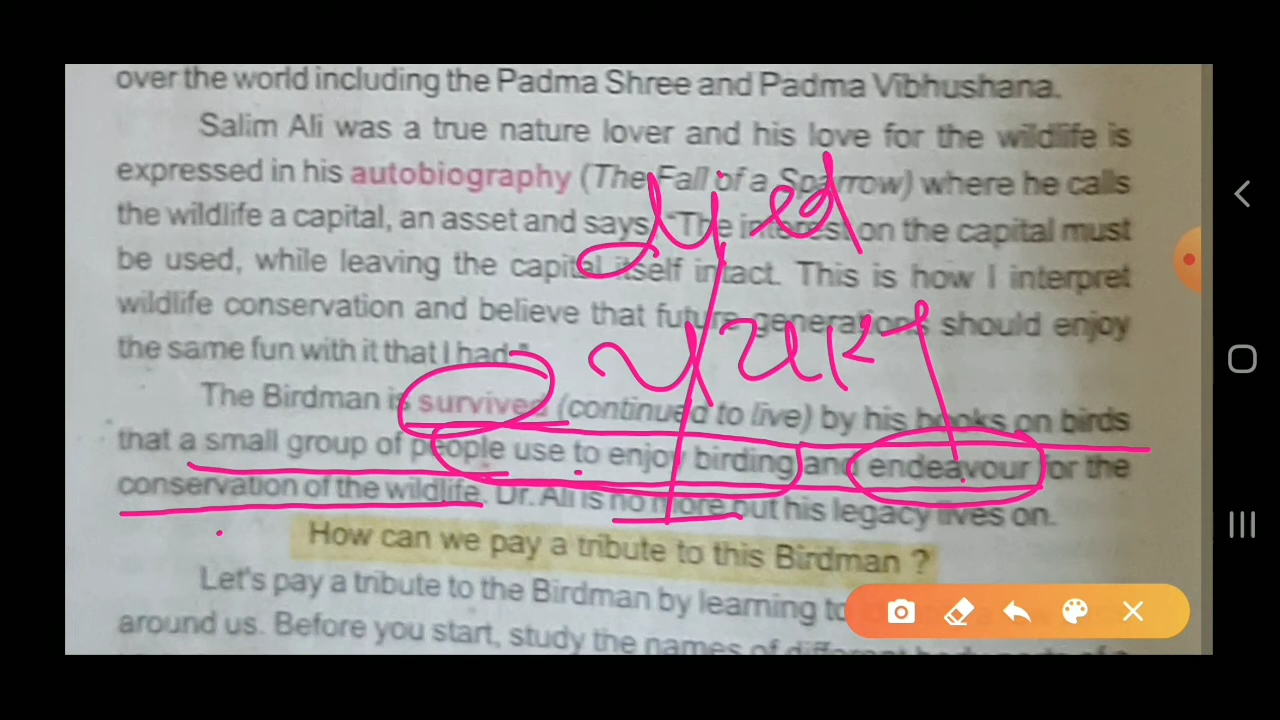 over the world including the Padma Shree and Padma Vibhushana.
Salim Ali was a true nature lover and his love for the wildlife is
expressed in his autobiography (The Fall of a Sparrow) where he calls
the wildlife a capital, an asset and says, “The interest on the capital must
be used, while leaving the capital itself intact. This is how I interpret
wildlife conservation and believe that future generations should enjoy
the same fun with it that I had.”
died
The Birdman is survived (continued to live) by his books on birds
that a small group of people use to enjoy birding and endeavour for the
conservation of the wildlife. Dr. Ali is no more but his legacy lives on.
How can we pay a tribute to this Birdman ?
Let's pay a tribute to the Birdman by learning to
around us. Before you start, study the names of different body parts of a